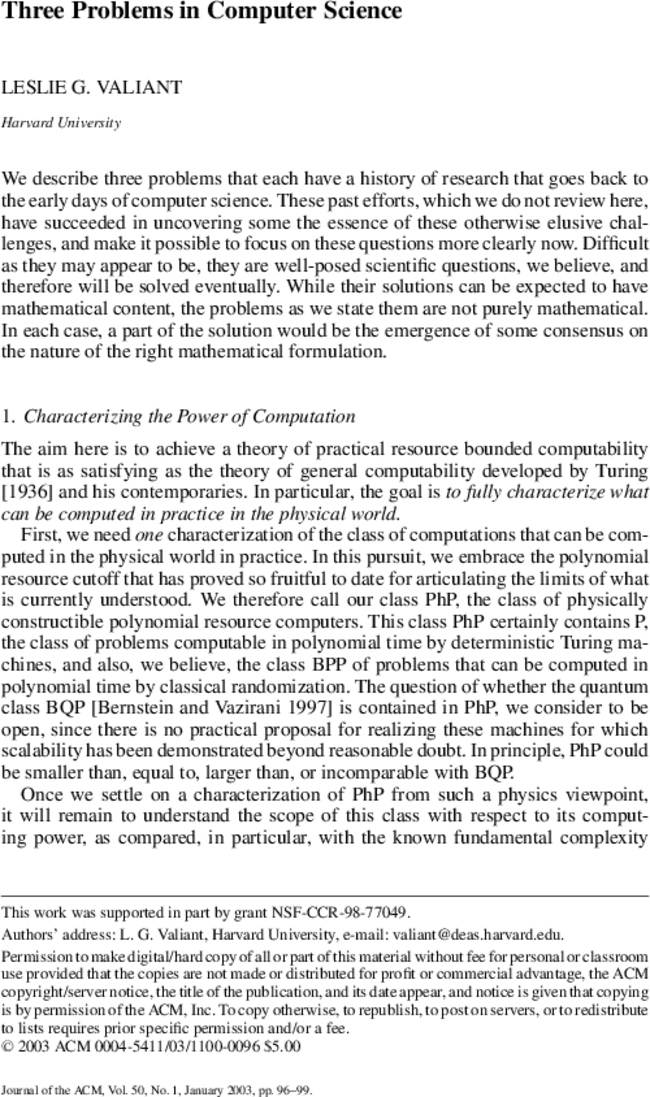 Three Problems in Computer Science
LESLIE G. VALIANT
Harvard University
We describe three problems that each have a history of research that goes back to
the early days of computer science. These past efforts, which we do not review here,
have succeeded in uncovering some the essence of these otherwise elusive chal-
lenges, and make it possible to focus on these questions more clearly now. Difficult
as they may appear to be, they are well-posed scientific questions, we believe, and
therefore will be solved eventually. While their solutions can be expected to have
mathematical content, the problems as we state them are not purely mathematical.
In each case, a part of the solution would be the emergence of some consensus on
the nature of the right mathematical formulation.
1. Characterizing the Power of Computation
The aim here is to achieve a theory of practical resource bounded computability
that is as satisfying as the theory of general computability developed by Turing
[1936] and his contemporaries. In particular, the goal is to fully characterize what
can be computed in practice in the physical world.
First, we need one characterization of the class of computations that can be com-
puted in the physical world in practice. In this pursuit, we embrace the polynomial
resource cutoff that has proved so fruitful to date for articulating the limits of what
is currently understood. We therefore call our class PhP, the class of physically
constructible polynomial resource computers. This class PhP certainly contains P,
the class of problems computable in polynomial time by deterministic Turing ma-
chines, and also, we believe, the class BPP of problems that can be computed in
polynomial time by classical randomization. The question of whether the quantum
class BQP [Bernstein and Vazirani 1997] is contained in PhP, we consider to be
open, since there is no practical proposal for realizing these machines for which
scalability has been demonstrated beyond reasonable doubt. In principle, PhP could
be smaller than, equal to, larger than, or incomparable with BQP.
Once we settle on a characterization of PhP from such a physics viewpoint,
it will remain to understand the scope of this class with respect to its comput-
ing power, as compared, in particular, with the known fundamental complexity
This work was supported in part by grant NSF-CCR-98-77049.
Authors' address: L. G. Valiant, Harvard University, e-mail: valiant@deas.harvard.edu.
Permission to make digital/hard copy of all or part of this material without fee for personal or classroom
use provided that the copies are not made or distributed for profit or commercial advantage, the ACM
copyright/server notice, the title of the publication, and its date appear, and notice is given that copying
is by permission of the ACM, Inc. To copy otherwise, to republish, to post on servers, or to redistribute
to lists requires prior specific permission and/or a fee.
© 2003 ACM 0004-5411/03/1100-0096 $5.00
Journal of the ACM, Vol. 50, No. 1, January 2003, pp. 96–99.